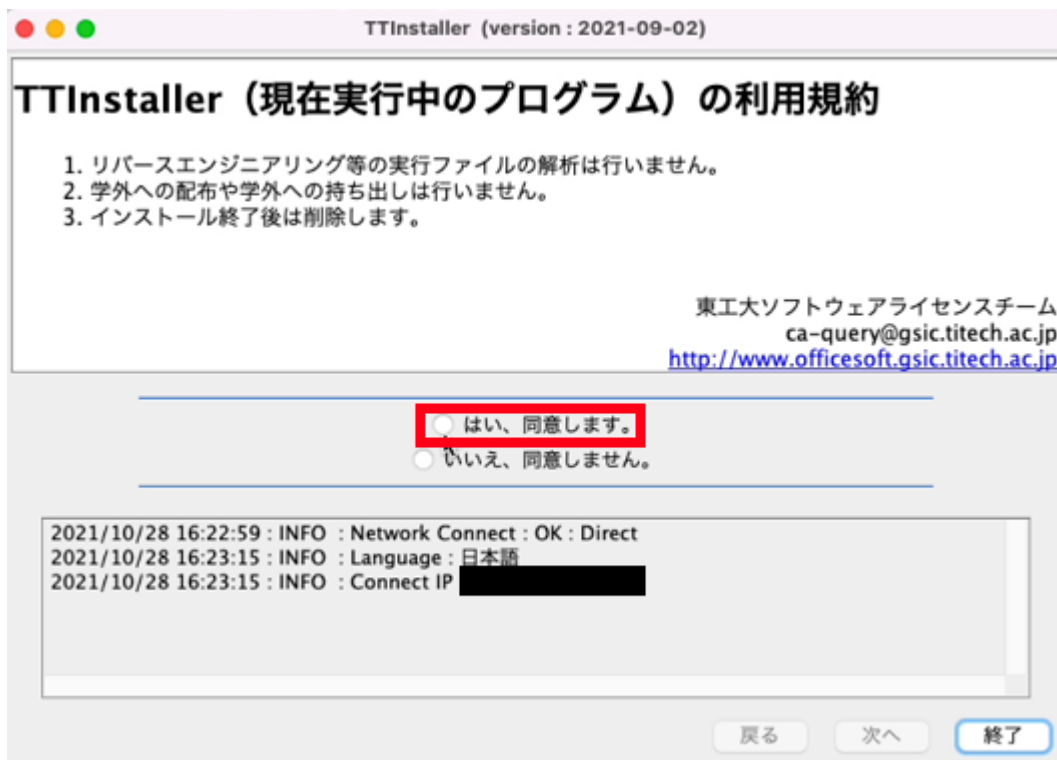 TTInstaller (version : 2021-09-02)
TTInstaller（現在実行中のプログラム）の利用規約
1. リバースエンジニアリング等の実行ファイルの解析は行いません。
2. 学外への配布や学外への持ち出しは行いません。
3. インストール終了後は削除します。
東工大ソフトウェアライセンスチーム
ca-query@gsic.titech.ac.jp
http://www.officesoft.gsic.titech.ac.jp
はい、同意します。
いいえ、同意しません。
2021/10/28 16:22:59 : INFO : Network Connect : OK : Direct
2021/10/28 16:23:15 : INFO : Language : 日本語
2021/10/28 16:23:15 : INFO : Connect IP
戻る 次へ 終了